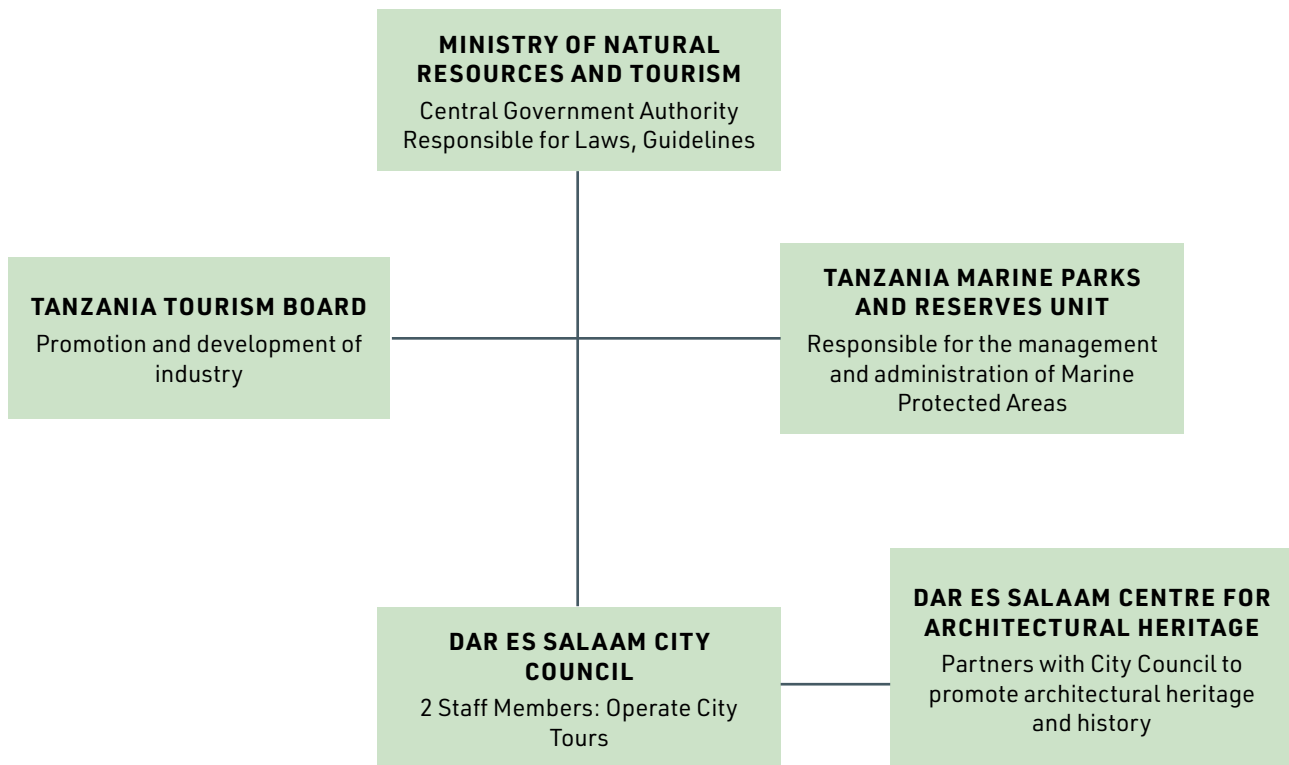 MINISTRY OF NATURAL
RESOURCES AND TOURISM
Central Government Authority
Responsible for Laws, Guidelines
TANZANIA TOURISM BOARD
Promotion and development of
industry
TANZANIA MARINE PARKS
AND RESERVES UNIT
Responsible for the management
and administration of Marine
Protected Areas
DAR ES SALAAM CITY
COUNCIL
2 Staff Members: Operate City
Tours
DAR ES SALAAM CENTRE FOR
ARCHITECTURAL HERITAGE
Partners with City Council to
promote architectural heritage
and history